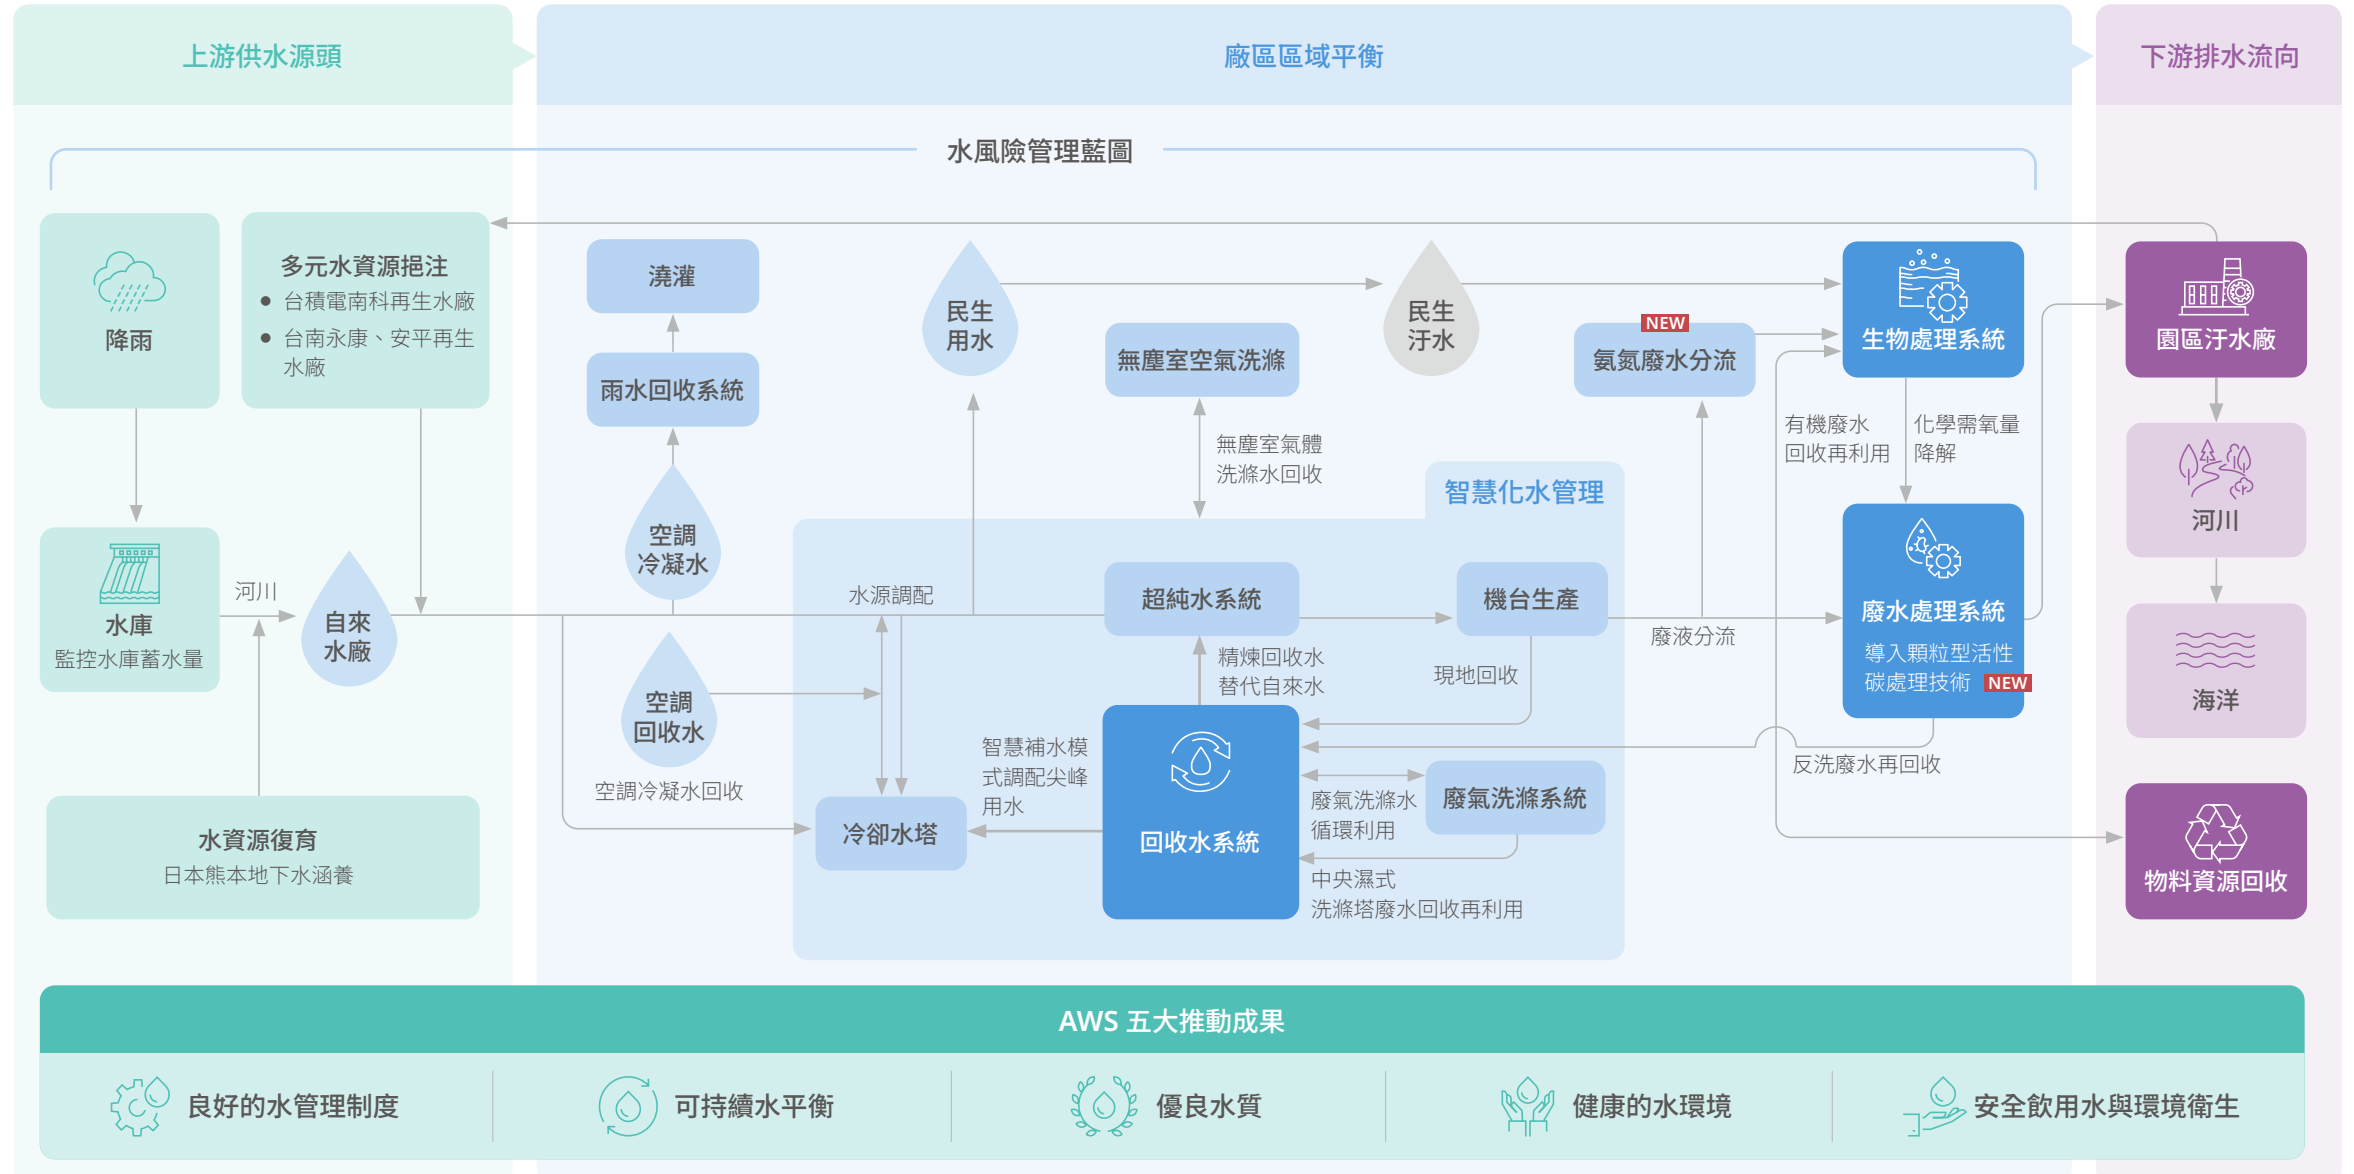 上游供水源頭
廠區區域平衡
下游排水流向
水風險管理藍圖
降雨
多元水資源挹注
● 台積電南科再生水廠
● 台南永康、安平再生
水廠
水庫
監控水庫蓄水量
河川
自來
水廠
水資源復育
日本熊本地下水涵養
澆灌
雨水回收系統
空調
冷凝水
空調
回收水
空調冷凝水回收
民生
用水
民生
汙水
無塵室空氣洗滌
無塵室氣體
洗滌水回收
NEW
氨氮廢水分流
生物處理系統
有機廢水
回收再利用
化學需氧量
降解
智慧化水管理
水源調配
超純水系統
機台生產
廢液分流
精煉回收水
替代自來水
現地回收
智慧補水模
式調配尖峰
用水
冷卻水塔
回收水系統
廢氣洗滌水
循環利用
廢氣洗滌系統
中央濕式
洗滌塔廢水回收再利用
廢水處理系統
導入顆粒型活性
碳處理技術 NEW
反洗廢水再回收
園區汙水廠
河川
海洋
物料資源回收
AWS 五大推動成果
良好的水管理制度
可持續水平衡
優良水質
健康的水環境
安全飲用水與環境衛生